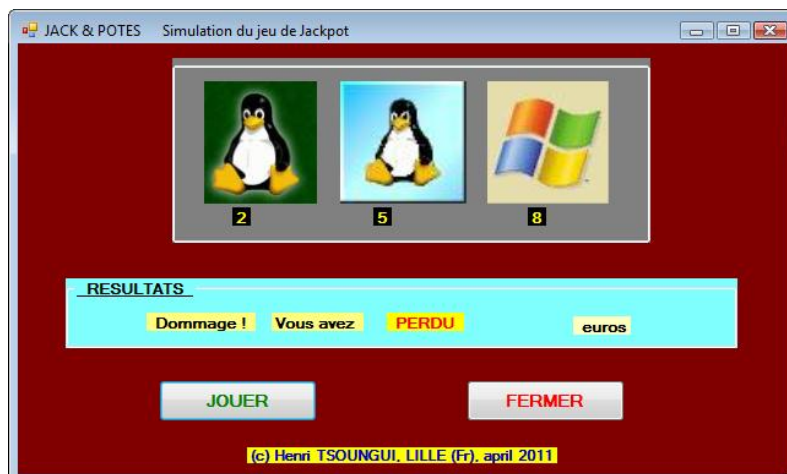 JACK & POTES Simulation du jeu de Jackpot
2 5 8
RESULTATS
Dommage ! Vous avez PERDU euros
JOUER FERMER
(c) Henri TSOUNGUI, LILLE (Fr), april 2011